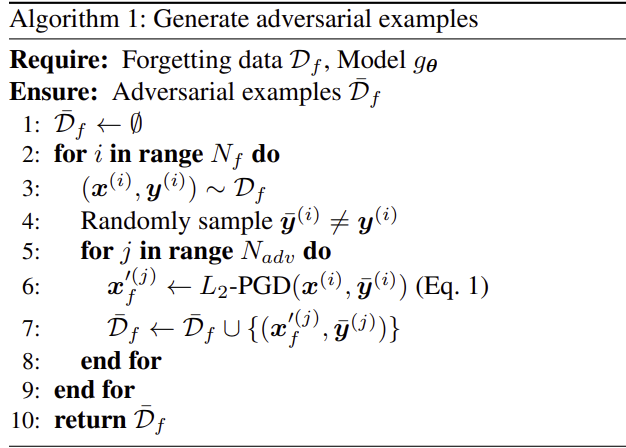 Algorithm 1: Generate adversarial examples
Require: Forgetting data $\mathcal{D}_f$, Model $g_{\boldsymbol{\theta}}$
Ensure: Adversarial examples $\bar{\mathcal{D}}_f$
1: $\bar{\mathcal{D}}_f \leftarrow \emptyset$
2: for $i$ in range $N_f$ do
3: $(\boldsymbol{x}^{(i)}, \boldsymbol{y}^{(i)}) \sim \mathcal{D}_f$
4: Randomly sample $\bar{\boldsymbol{y}}^{(i)} \neq \boldsymbol{y}^{(i)}$
5: for $j$ in range $N_{adv}$ do
6: $\boldsymbol{x}_f'^{(j)} \leftarrow L_2\text{-PGD}(\boldsymbol{x}^{(i)}, \bar{\boldsymbol{y}}^{(i)})$ (Eq. 1)
7: $\bar{\mathcal{D}}_f \leftarrow \bar{\mathcal{D}}_f \cup \{(\boldsymbol{x}_f'^{(j)}, \bar{\boldsymbol{y}}^{(j)})\}$
8: end for
9: end for
10: return $\bar{\mathcal{D}}_f$